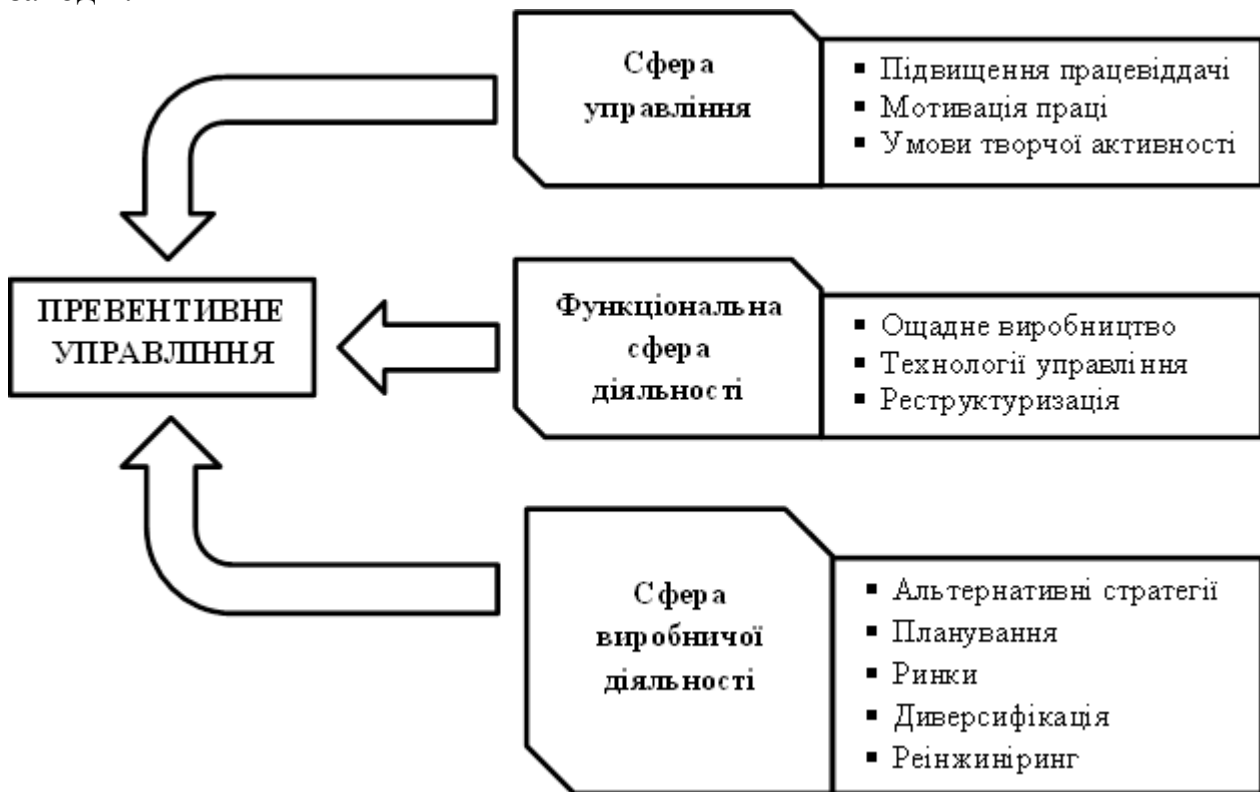 Сфера
управління
▪ Підвищення працевіддачі
▪ Мотивація праці
▪ Умови творчої активності
ПРЕВЕНТИВНЕ
УПРАВЛІННЯ
Функціональна
сфера
діяльності
▪ Ощадне виробництво
▪ Технології управління
▪ Реструктуризація
Сфера
виробничої
діяльності
▪ Альтернативні стратегії
▪ Планування
▪ Ринки
▪ Диверсифікація
▪ Реінжиніринг